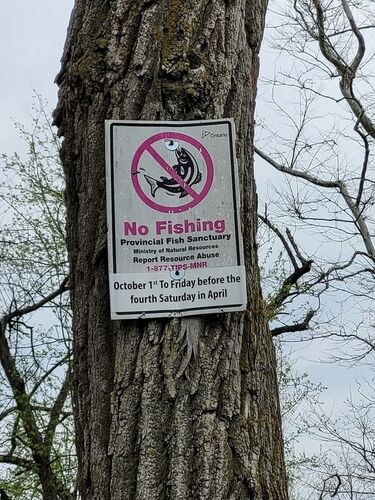 Ontario
No Fishing
Provincial Fish Sanctuary
Ministry of Natural Resources
Report Resource Abuse
1-877-TIPS-MNR
October 1st To Friday before the
fourth Saturday in April